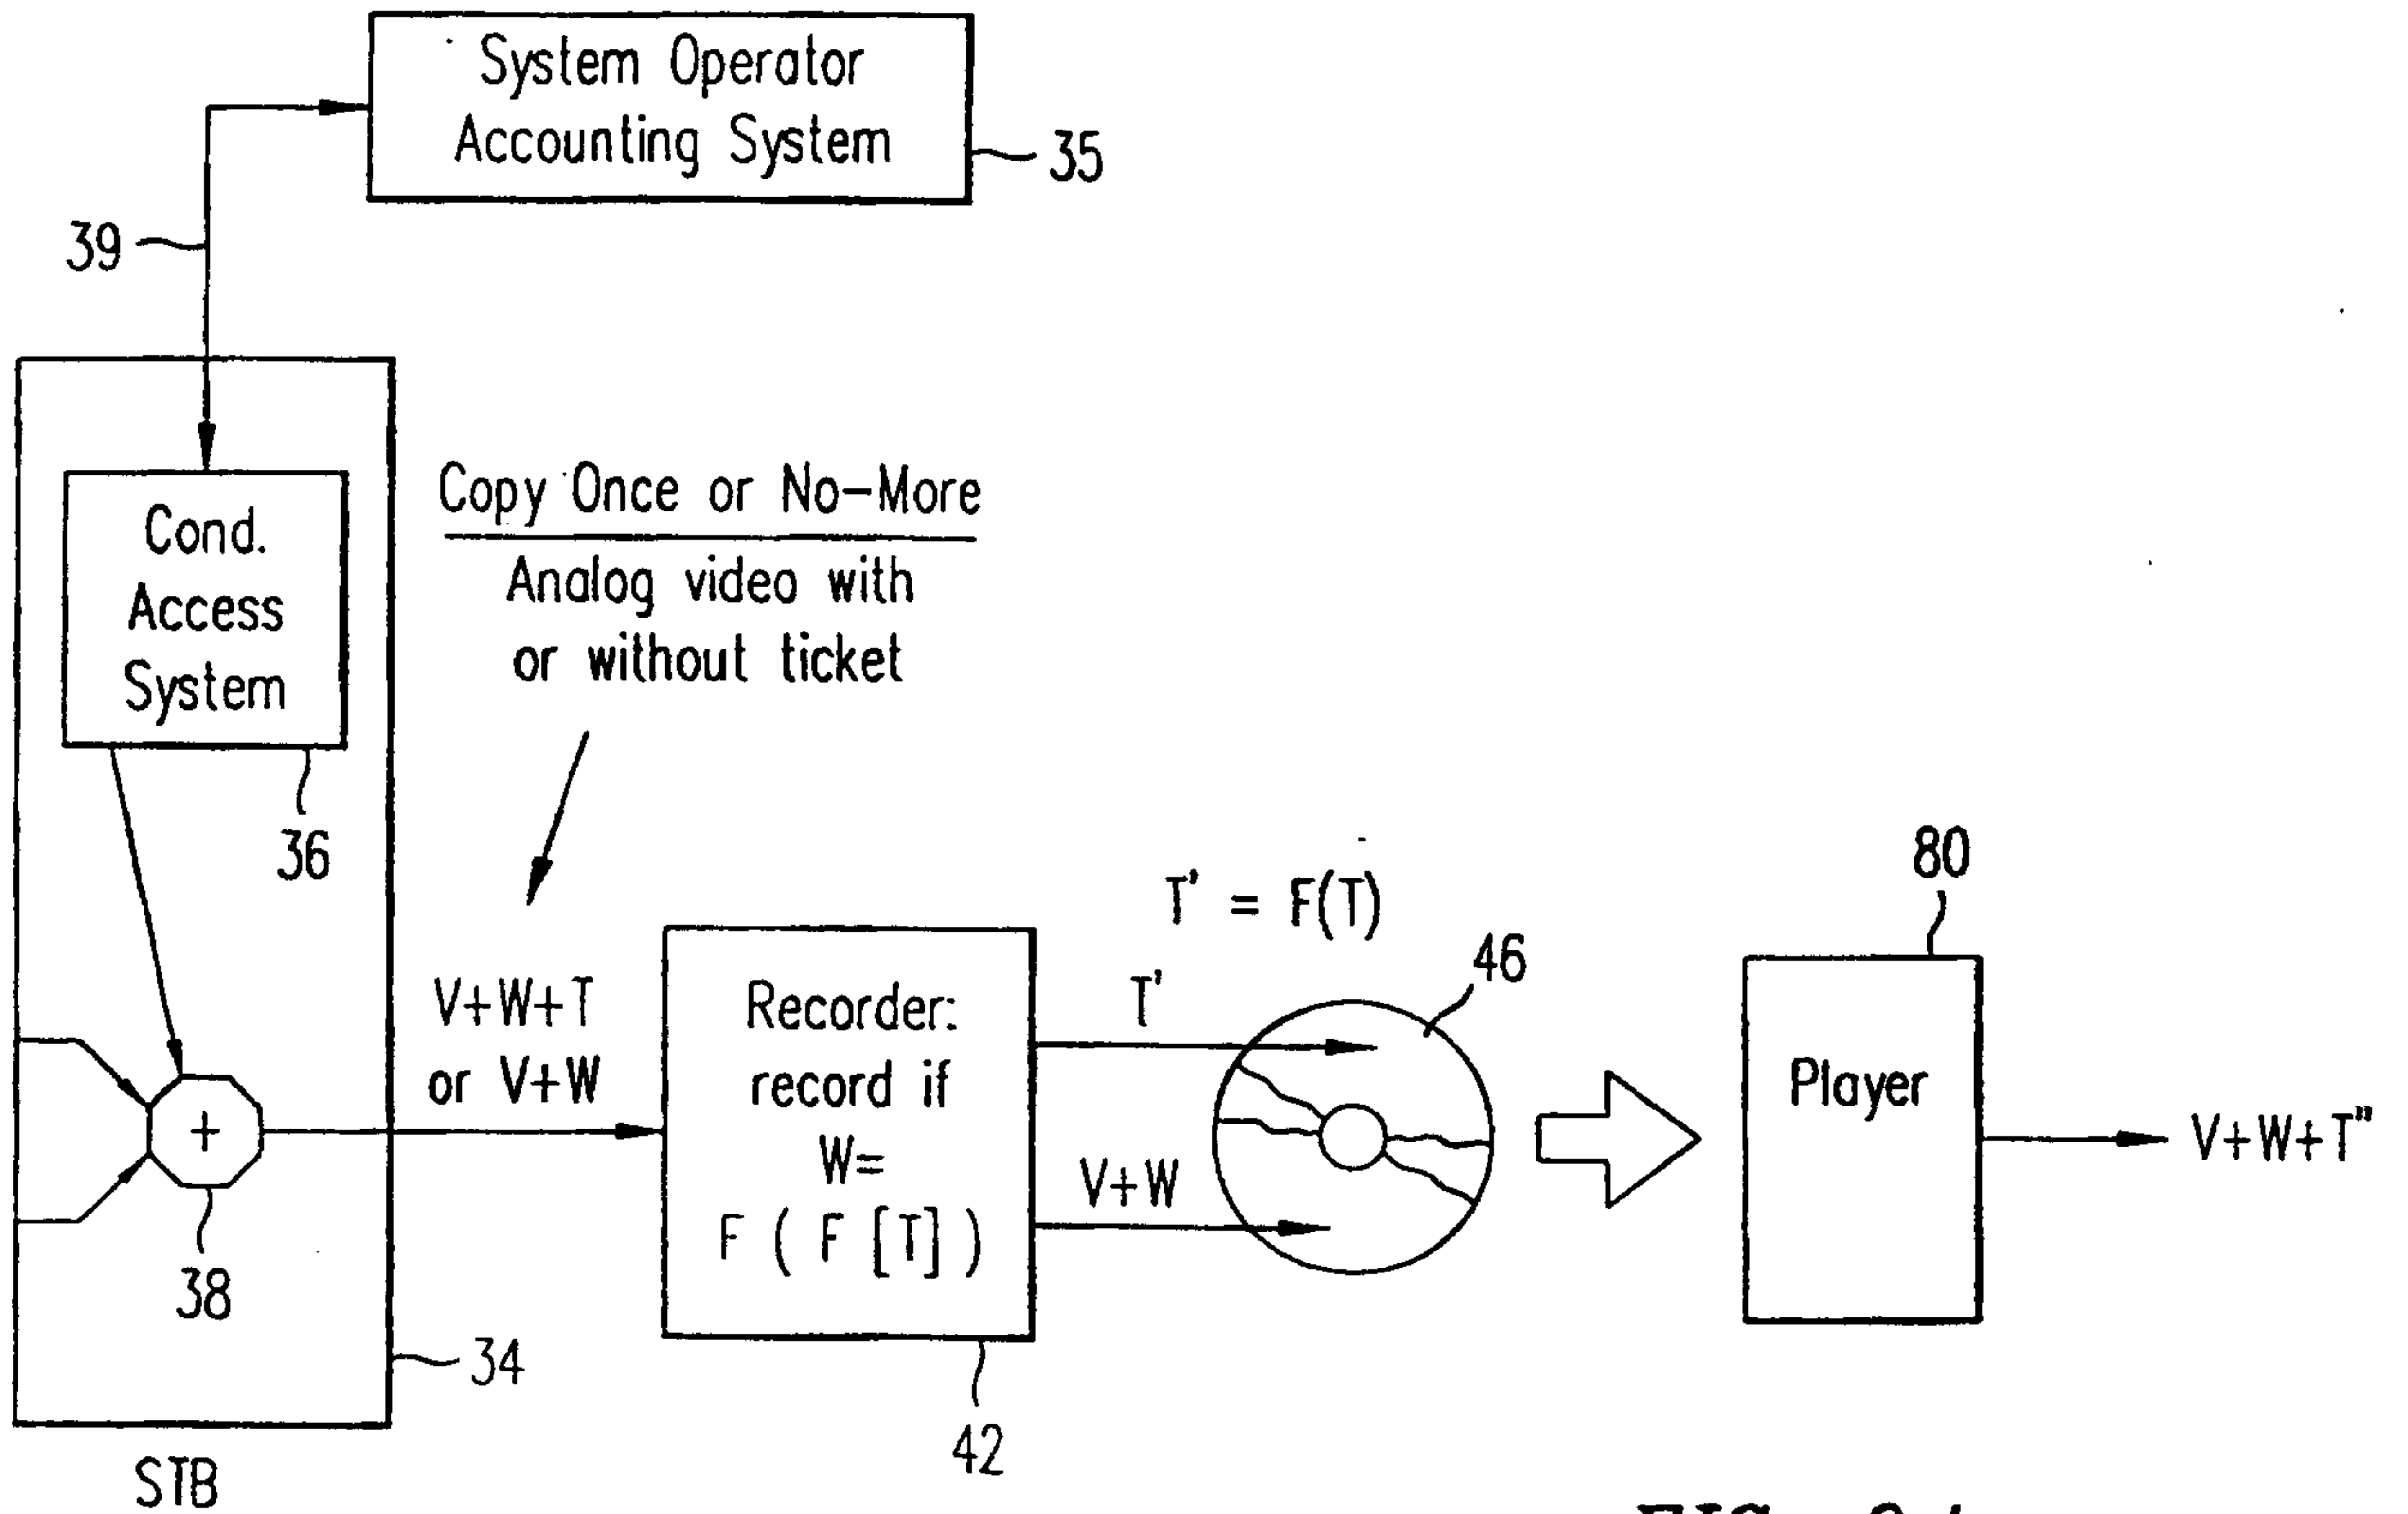 System Operator
Accounting System
35
39
Cond.
Access
System
36
Copy Once or No-More
Analog video with
or without ticket
V+W+T
or V+W
38
34
STB
Recorder:
record if
W=
F ( F [T] )
42
T' = F(T)
T'
V+W
46
80
Player
V+W+T"